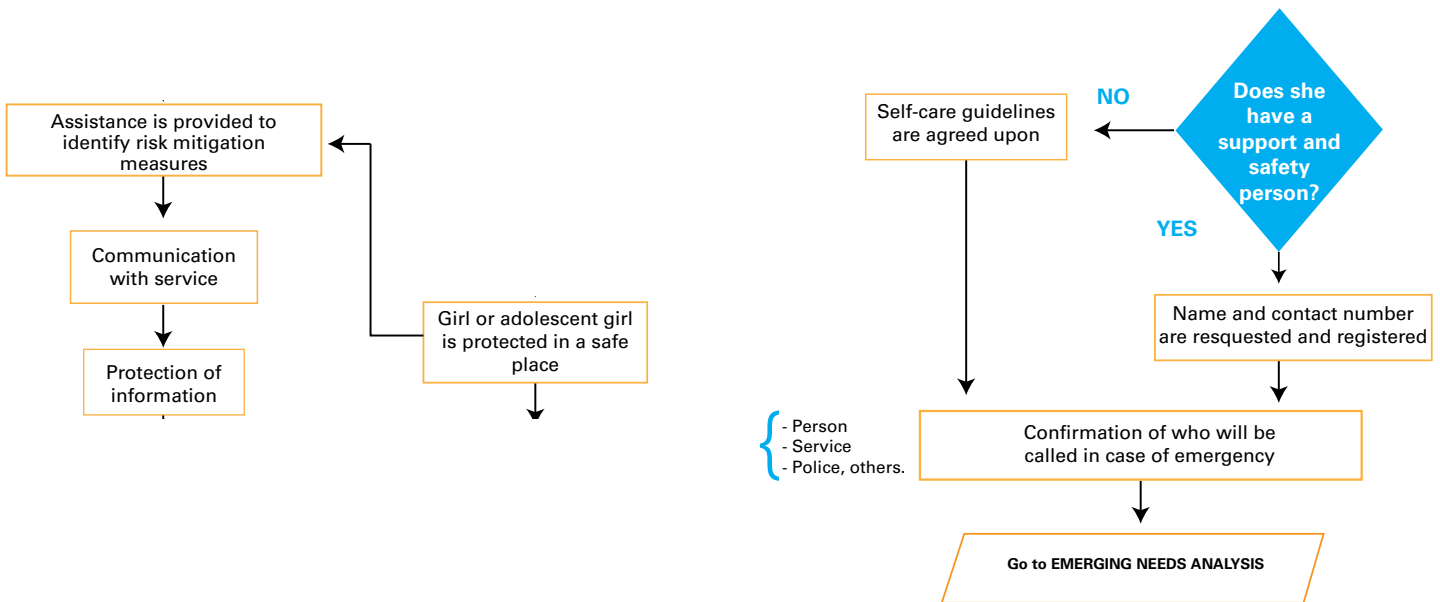 Assistance is provided to
identify risk mitigation
measures
Communication
with service
Protection of
information
Girl or adolescent girl
is protected in a safe
place
Does she
have a
support and
safety
person?
NO
Self-care guidelines
are agreed upon
YES
Name and contact number
are resquested and registered
- Person
- Service
- Police, others.
Confirmation of who will be
called in case of emergency
Go to EMERGING NEEDS ANALYSIS